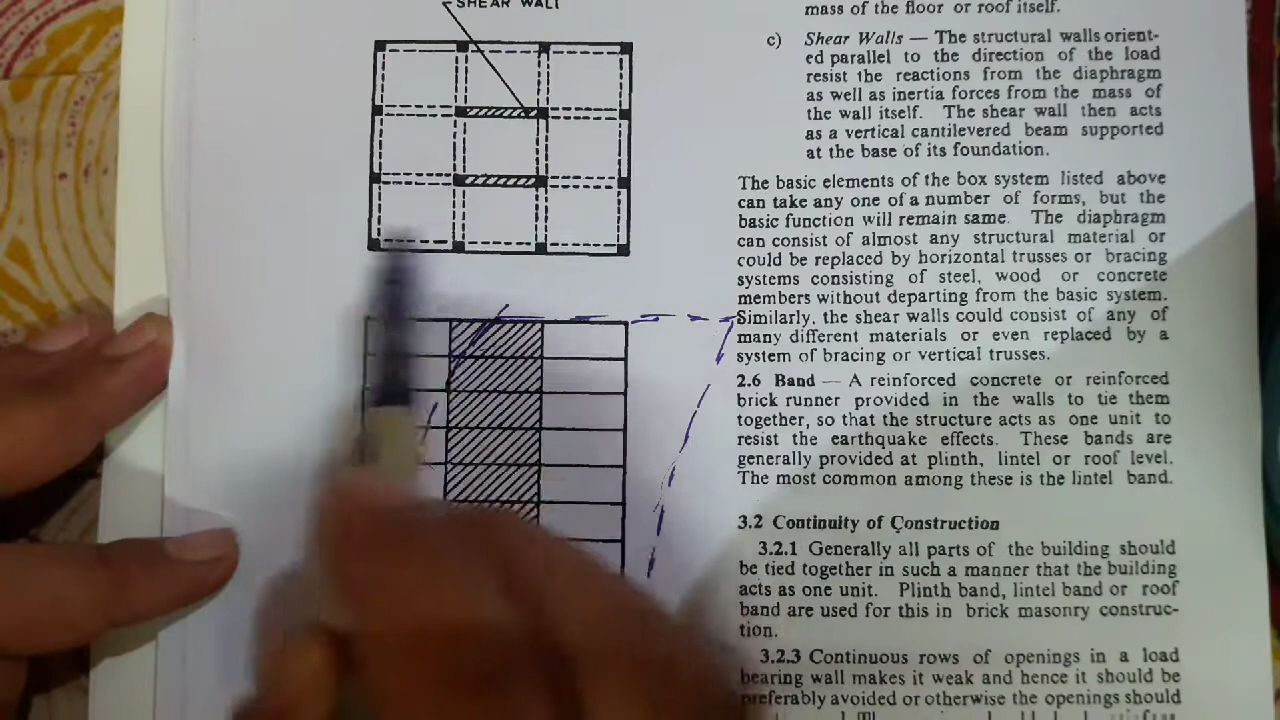 SHEAR WALL
mass of the floor or roof itself.
c) Shear Walls — The structural walls orient-
ed parallel to the direction of the load
resist the reactions from the diaphragm
as well as inertia forces from the mass of
the wall itself. The shear wall then acts
as a vertical cantilevered beam supported
at the base of its foundation.
The basic elements of the box system listed above
can take any one of a number of forms, but the
basic function will remain same. The diaphragm
can consist of almost any structural material or
could be replaced by horizontal trusses or bracing
systems consisting of steel, wood or concrete
members without departing from the basic system.
Similarly, the shear walls could consist of any of
many different materials or even replaced by a
system of bracing or vertical trusses.
2.6 Band — A reinforced concrete or reinforced
brick runner provided in the walls to tie them
together, so that the structure acts as one unit to
resist the earthquake effects. These bands are
generally provided at plinth, lintel or roof level.
The most common among these is the lintel band.
3.2 Continuity of Construction
3.2.1 Generally all parts of the building should
be tied together in such a manner that the building
acts as one unit. Plinth band, lintel band or roof
band are used for this in brick masonry construc-
tion.
3.2.3 Continuous rows of openings in a load
bearing wall makes it weak and hence it should be
preferably avoided or otherwise the openings should